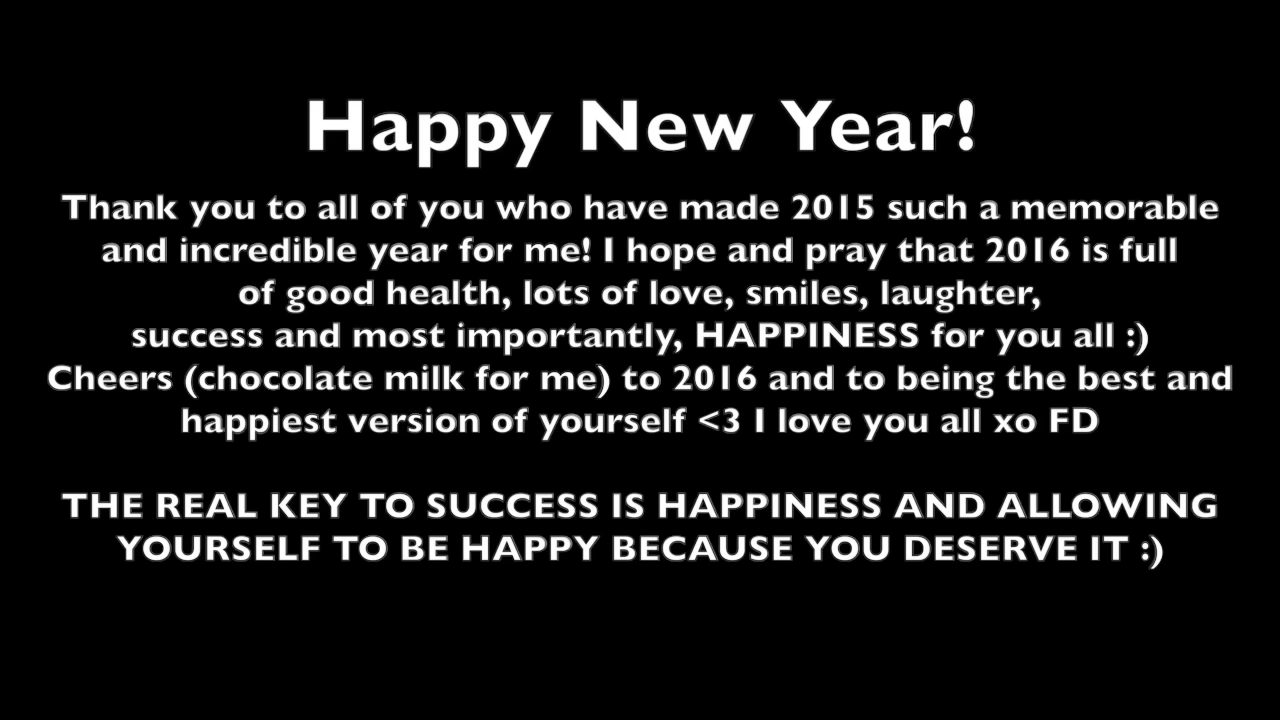 Happy New Year!
Thank you to all of you who have made 2015 such a memorable
and incredible year for me! I hope and pray that 2016 is full
of good health, lots of love, smiles, laughter,
success and most importantly, HAPPINESS for you all :)
Cheers (chocolate milk for me) to 2016 and to being the best and
happiest version of yourself <3 I love you all xo FD
THE REAL KEY TO SUCCESS IS HAPPINESS AND ALLOWING
YOURSELF TO BE HAPPY BECAUSE YOU DESERVE IT :)